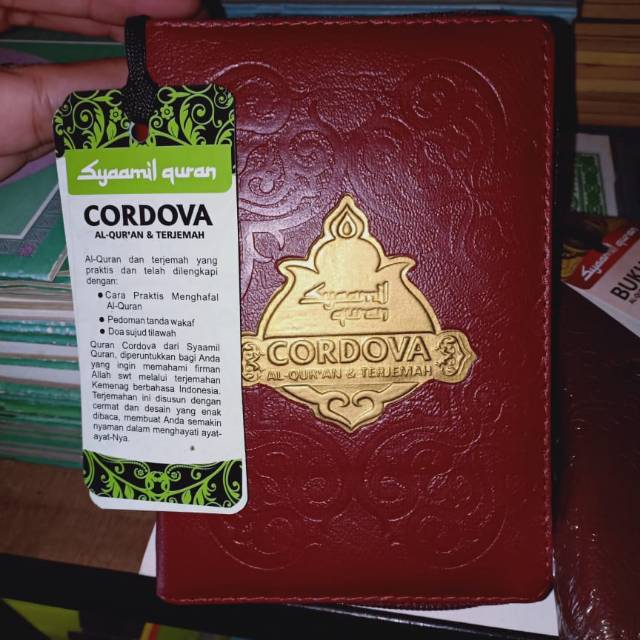 Syaamil quran
CORDOVA
AL-QUR'AN & TERJEMAH
Al-Quran dan terjemah yang
praktis dan telah dilengkapi
dengan:
• Cara Praktis Menghafal
Al-Quran
• Pedoman tanda wakaf
• Doa sujud tilawah
Quran Cordova dari Syaamil
Quran, diperuntukkan bagi Anda
yang ingin memahami firman
Allah swt melalui terjemahan
Kemenag berbahasa Indonesia.
Terjemahan ini disusun dengan
cermat dan desain yang enak
dibaca, membuat Anda semakin
nyaman dalam menghayati ayat-
ayat-Nya.
Syaamil
quran
CORDOVA
AL-QUR'AN & TERJEMAH
Syaamil quran